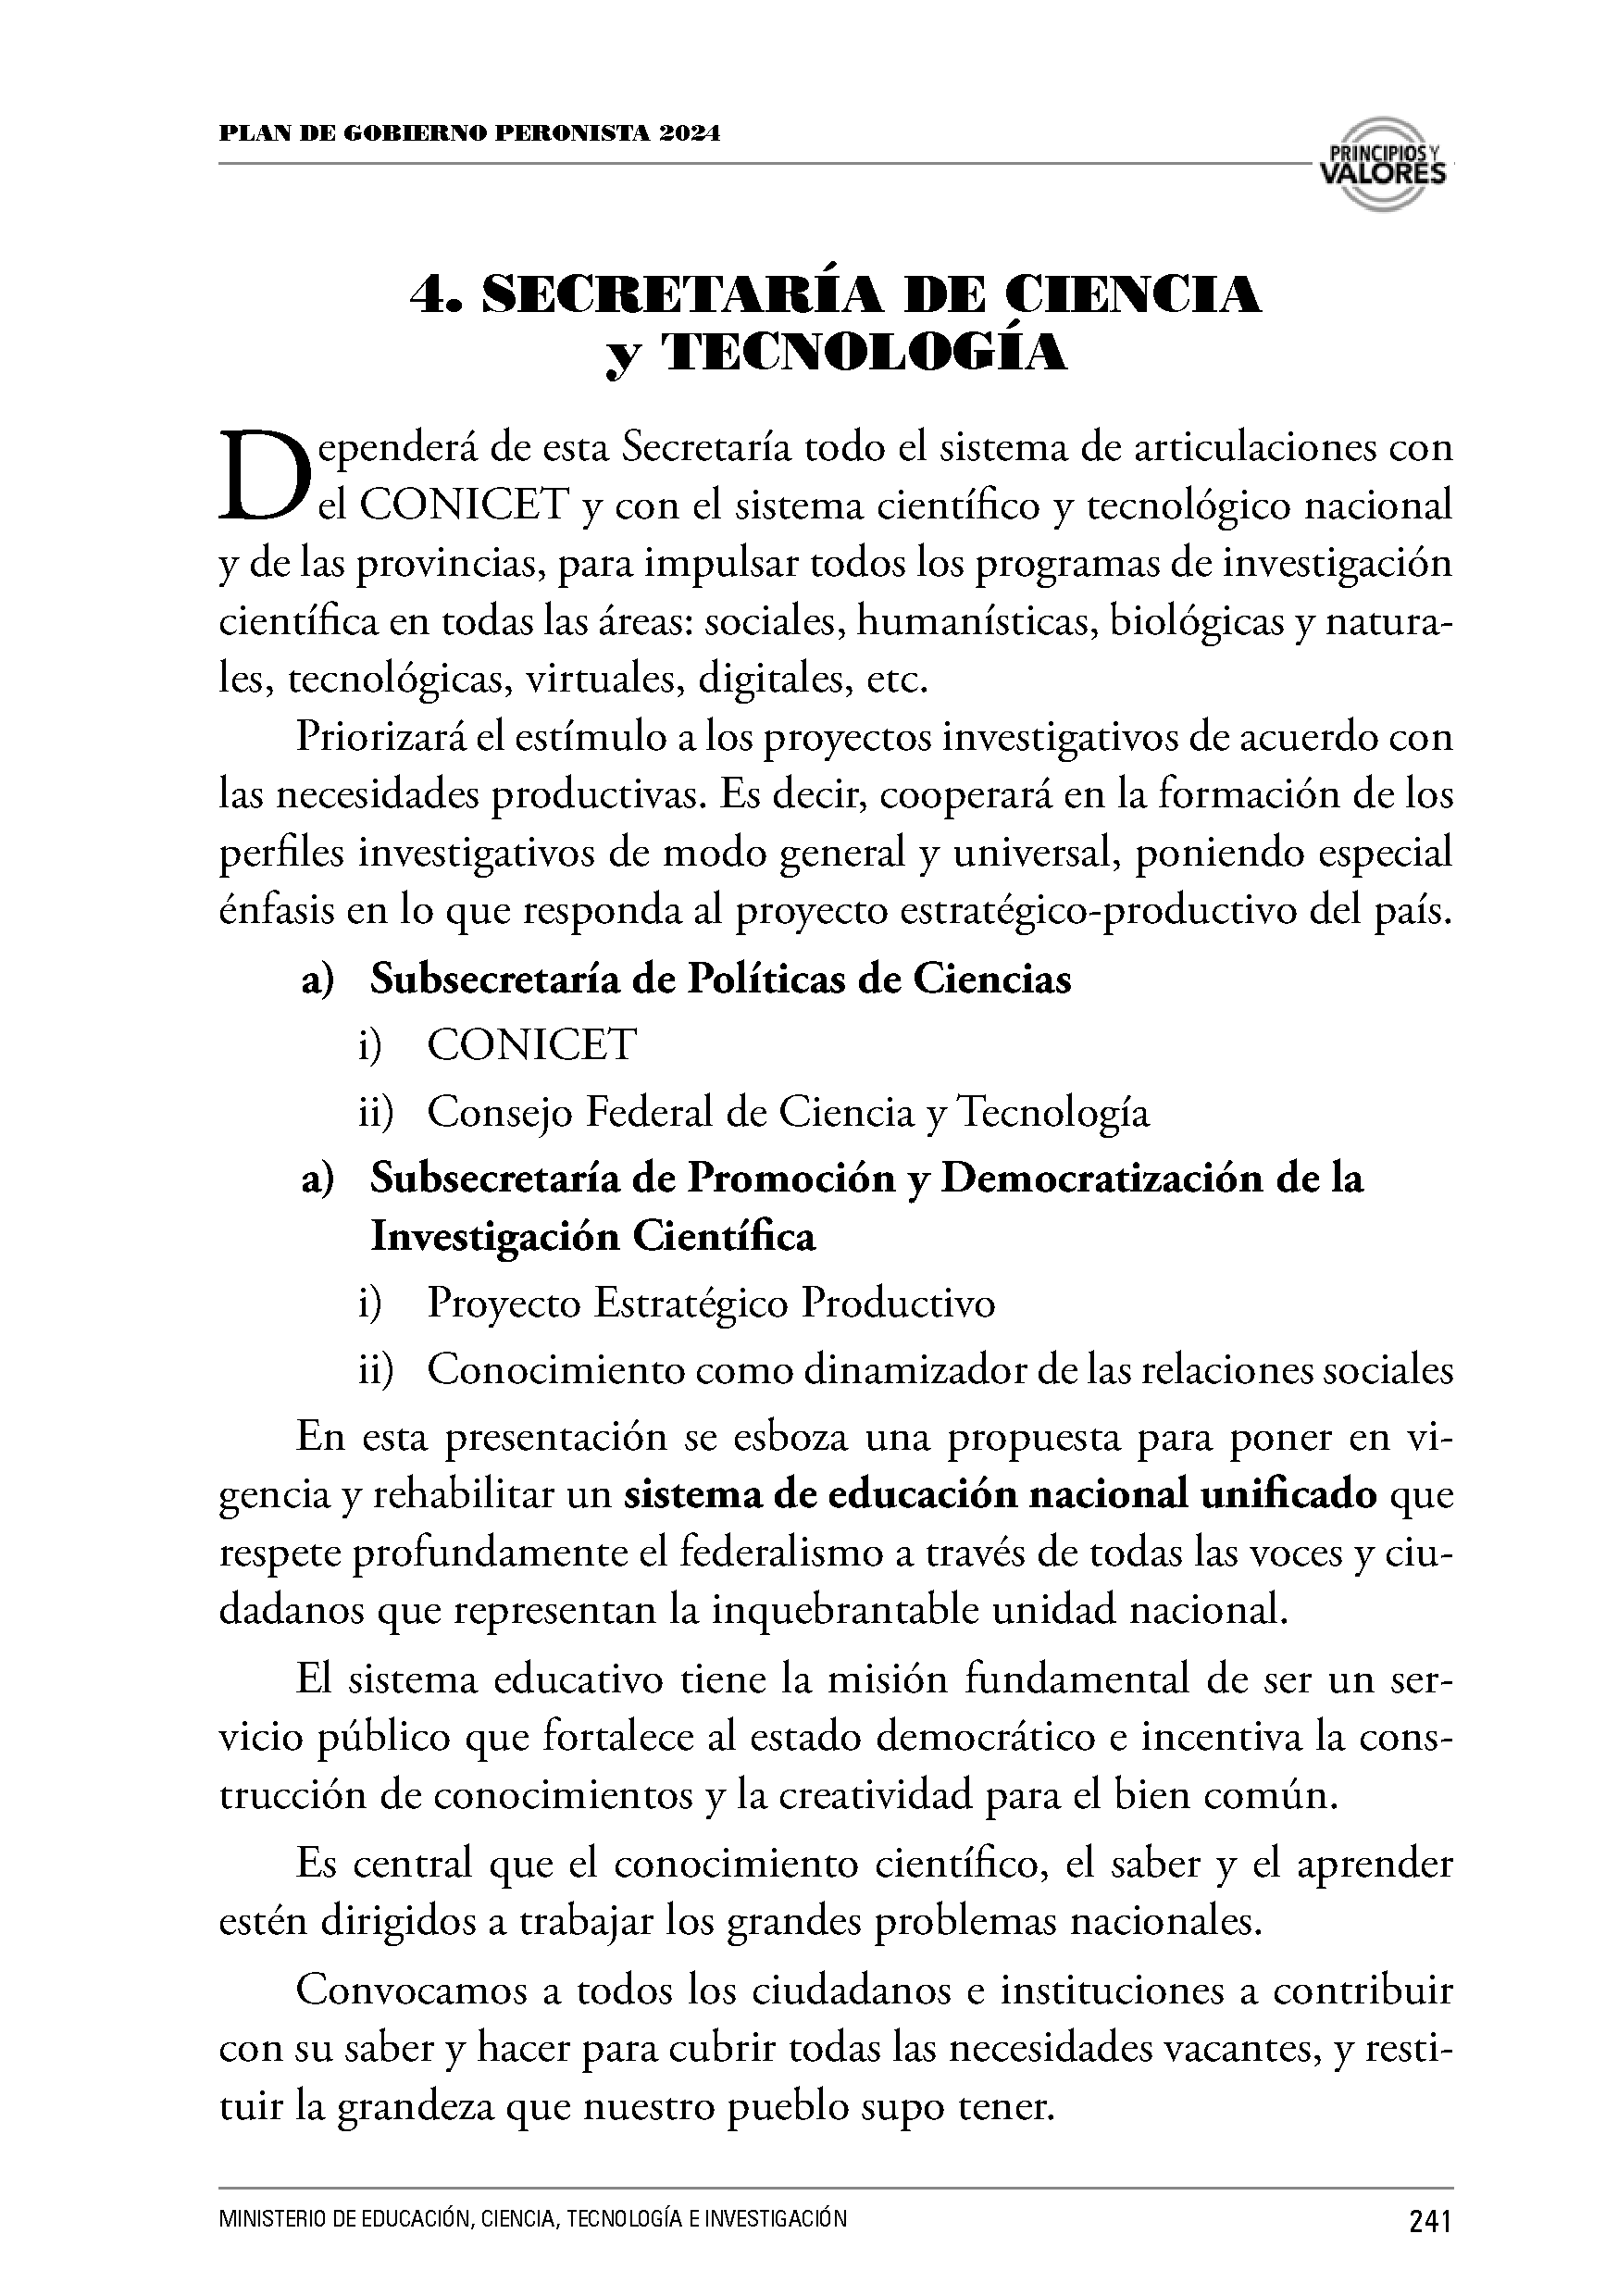 PLAN DE GOBIERNO PERONISTA 2024
PRINCIPIOS Y
VALORES
4. SECRETARÍA DE CIENCIA
y TECNOLOGÍA
Dependerá de esta Secretaría todo el sistema de articulaciones con
el CONICET y con el sistema científico y tecnológico nacional
y de las provincias, para impulsar todos los programas de investigación
científica en todas las áreas: sociales, humanísticas, biológicas y natura-
les, tecnológicas, virtuales, digitales, etc.
Priorizará el estímulo a los proyectos investigativos de acuerdo con
las necesidades productivas. Es decir, cooperará en la formación de los
perfiles investigativos de modo general y universal, poniendo especial
énfasis en lo que responda al proyecto estratégico-productivo del país.
a) Subsecretaría de Políticas de Ciencias
i) CONICET
ii) Consejo Federal de Ciencia y Tecnología
a) Subsecretaría de Promoción y Democratización de la
Investigación Científica
i) Proyecto Estratégico Productivo
ii) Conocimiento como dinamizador de las relaciones sociales
En esta presentación se esboza una propuesta para poner en vi-
gencia y rehabilitar un sistema de educación nacional unificado que
respete profundamente el federalismo a través de todas las voces y ciu-
dadanos que representan la inquebrantable unidad nacional.
El sistema educativo tiene la misión fundamental de ser un ser-
vicio público que fortalece al estado democrático e incentiva la cons-
trucción de conocimientos y la creatividad para el bien común.
Es central que el conocimiento científico, el saber y el aprender
estén dirigidos a trabajar los grandes problemas nacionales.
Convocamos a todos los ciudadanos e instituciones a contribuir
con su saber y hacer para cubrir todas las necesidades vacantes, y resti-
tuir la grandeza que nuestro pueblo supo tener.
MINISTERIO DE EDUCACIÓN, CIENCIA, TECNOLOGÍA E INVESTIGACIÓN
241